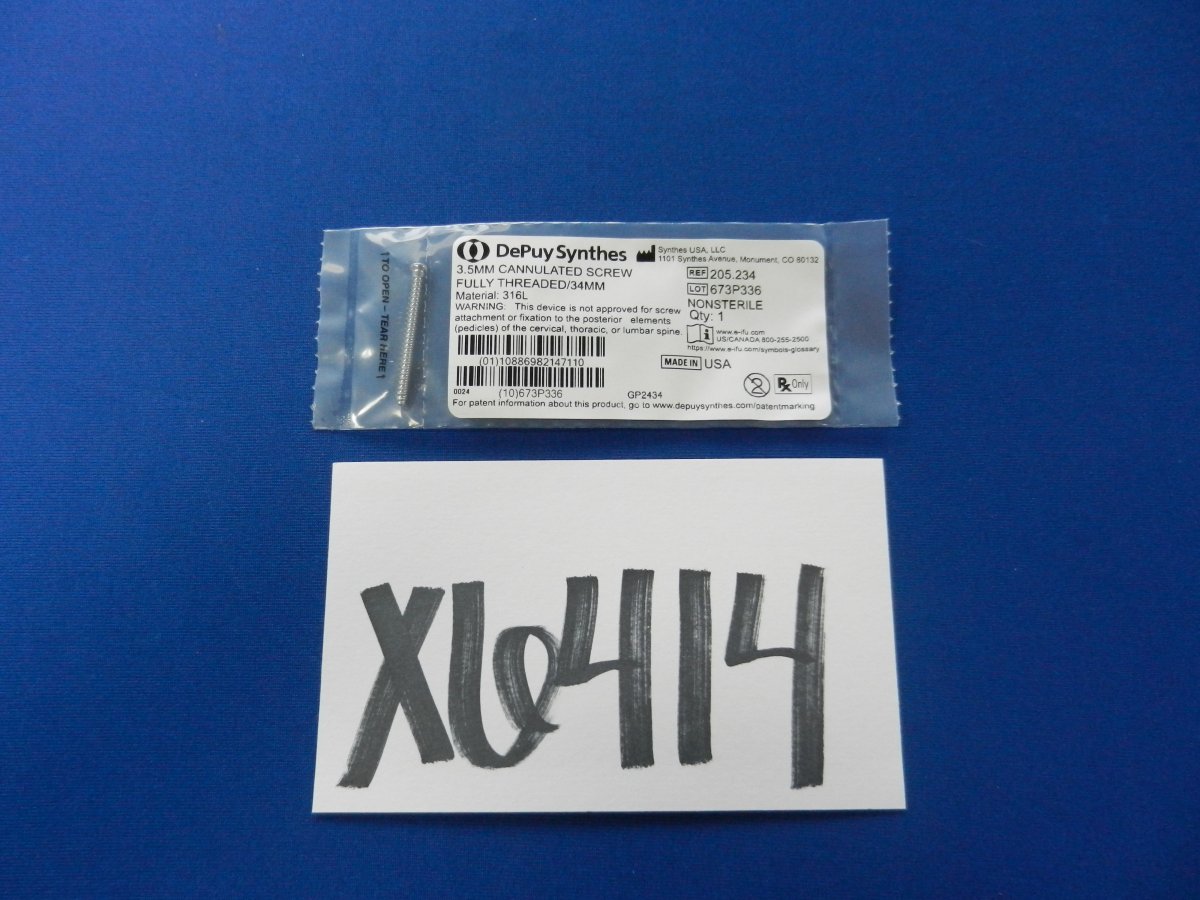 ↑TO OPEN - TEAR HERE↑
DePuy Synthes
Synthes USA, LLC
1101 Synthes Avenue, Monument, CO 80132
3.5MM CANNULATED SCREW
FULLY THREADED/34MM
Material: 316L
WARNING: This device is not approved for screw
attachment or fixation to the posterior elements
(pedicles) of the cervical, thoracic, or lumbar spine.
REF 205.234
LOT 673P336
NONSTERILE
Qty: 1
www.e-ifu.com
US/CANADA 800-255-2500
https://www.e-ifu.com/symbols-glossary
(01)10886982147110
MADE IN USA
0024 (10)673P336 GP2434
2
Rx Only
For patent information about this product, go to www.depuysynthes.com/patentmarking
X6414